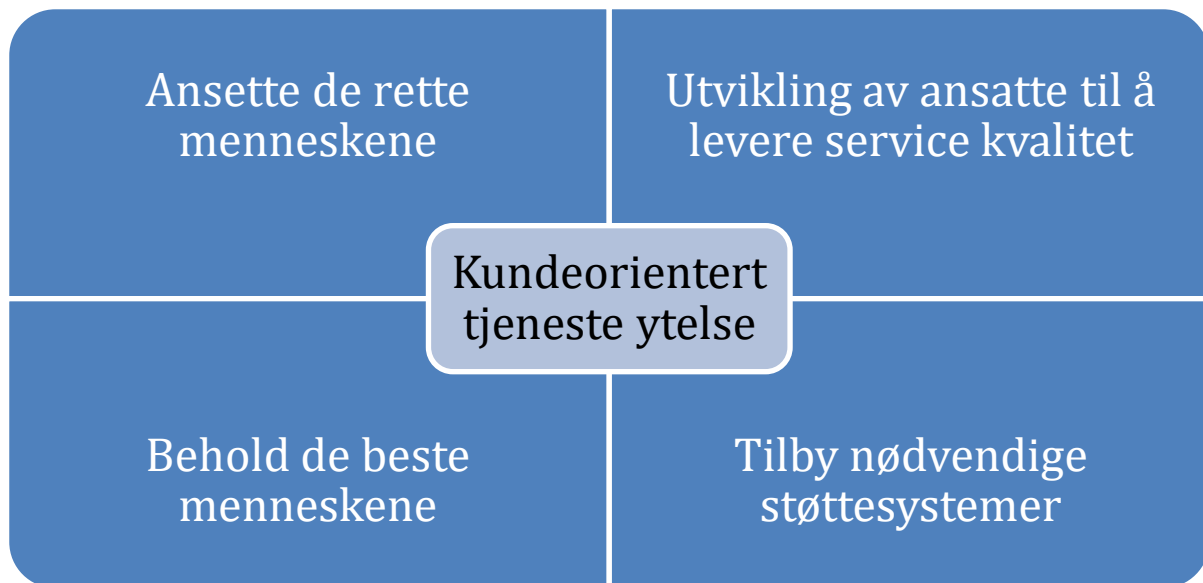 Ansette de rette
menneskene
Utvikling av ansatte til å
levere service kvalitet
Kundeorientert
tjeneste ytelse
Behold de beste
menneskene
Tilby nødvendige
støttesystemer